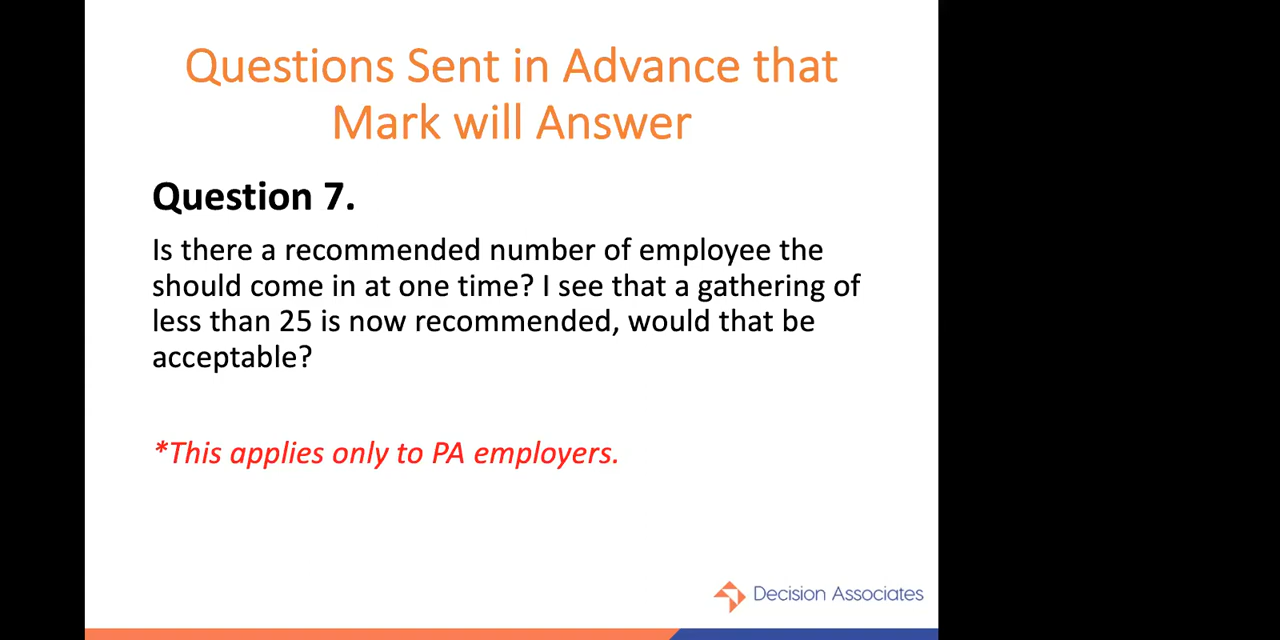 Questions Sent in Advance that
Mark will Answer
Question 7.
Is there a recommended number of employee the
should come in at one time? I see that a gathering of
less than 25 is now recommended, would that be
acceptable?
*This applies only to PA employers.
Decision Associates